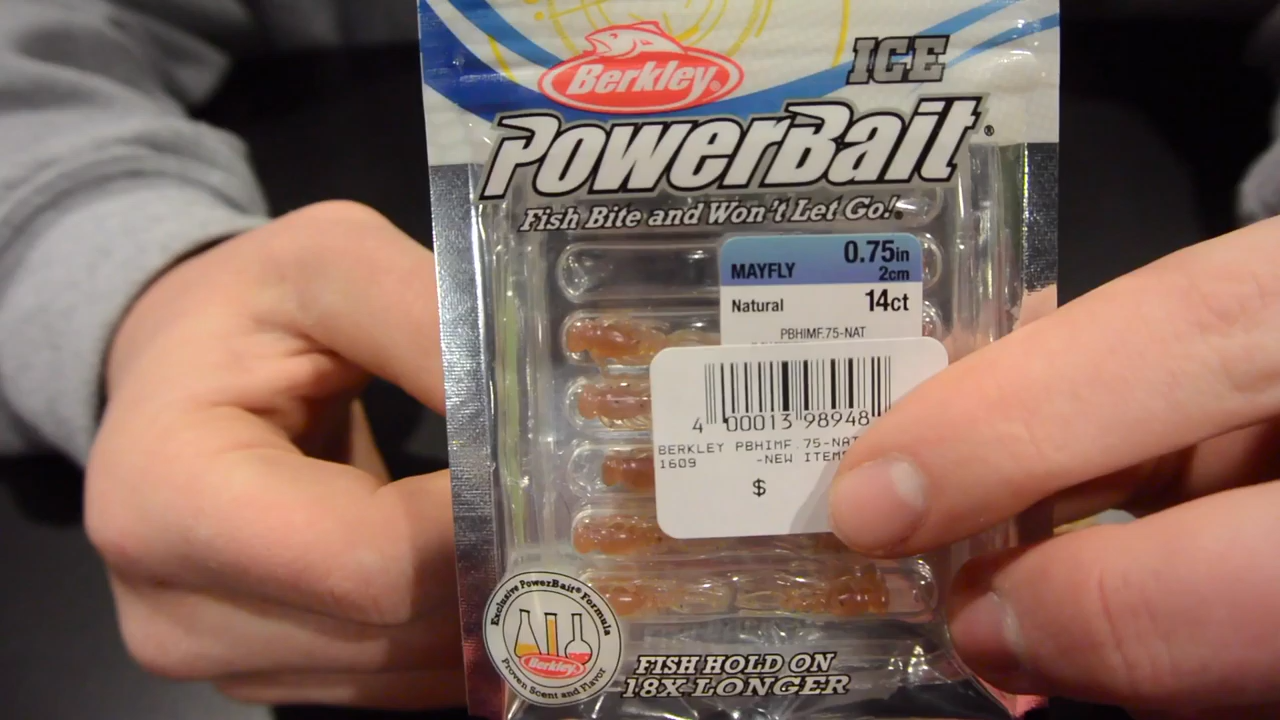 Berkley®
ICE
PowerBait®
Fish Bite and Won't Let Go!
MAYFLY 0.75in
2cm
Natural 14ct
PBHIMF.75-NAT
4 00013 98948
BERKLEY PBHIMF.75-NAT
1609 -NEW ITEMS
$
Exclusive PowerBait® Formula
Berkley
Proven Scent and Flavor
FISH HOLD ON
18X LONGER